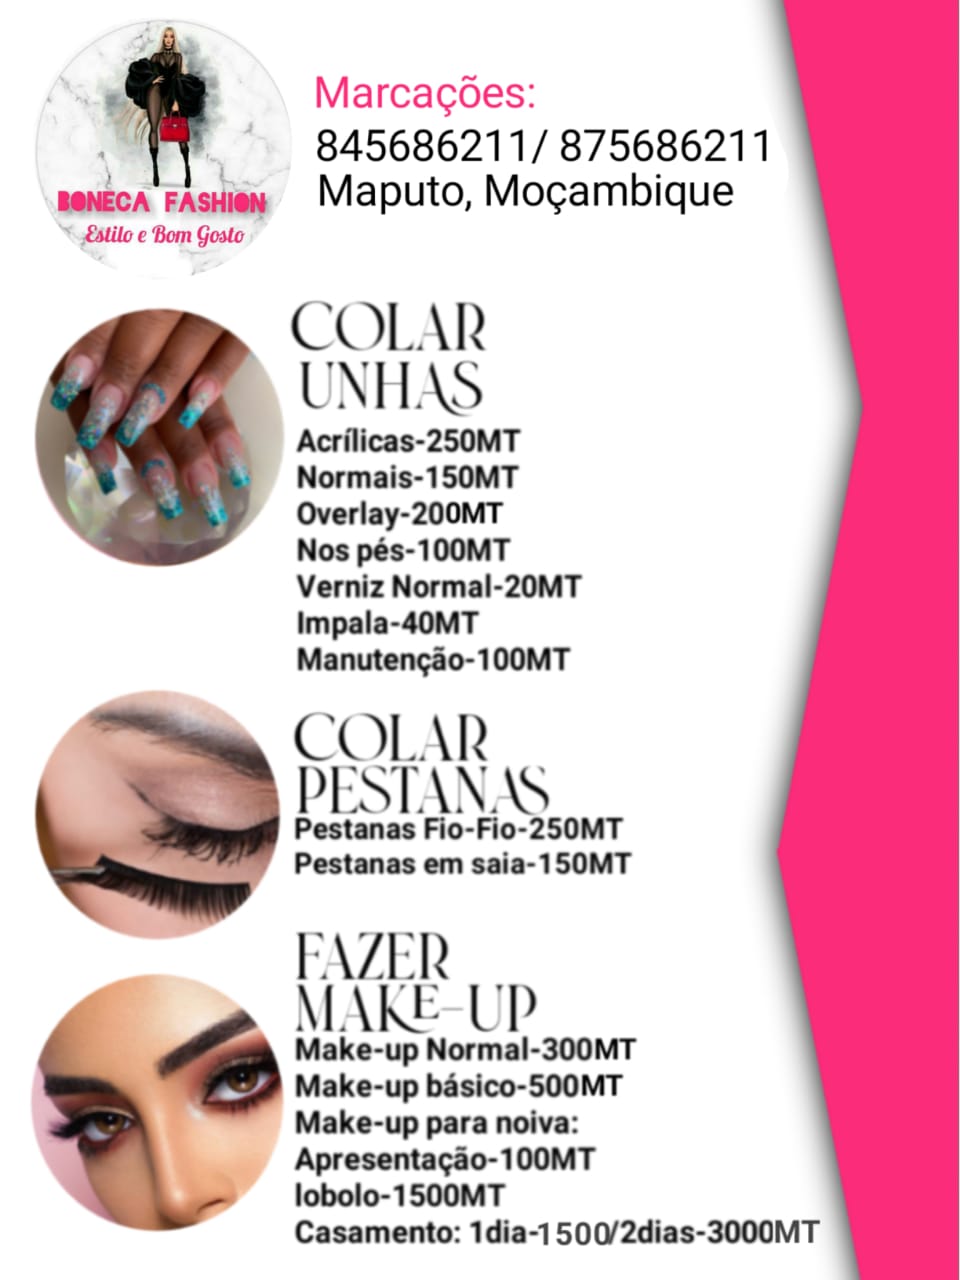 BONECA FASHION
Estilo e Bom Gosto
Marcações:
845686211/ 875686211
Maputo, Moçambique
COLAR
UNHAS
Acrílicas-250MT
Normais-150MT
Overlay-200MT
Nos pés-100MT
Verniz Normal-20MT
Impala-40MT
Manutenção-100MT
COLAR
PESTANAS
Pestanas Fio-Fio-250MT
Pestanas em saia-150MT
FAZER
MAKE-UP
Make-up Normal-300MT
Make-up básico-500MT
Make-up para noiva:
Apresentação-100MT
lobolo-1500MT
Casamento: 1dia-1500/2dias-3000MT